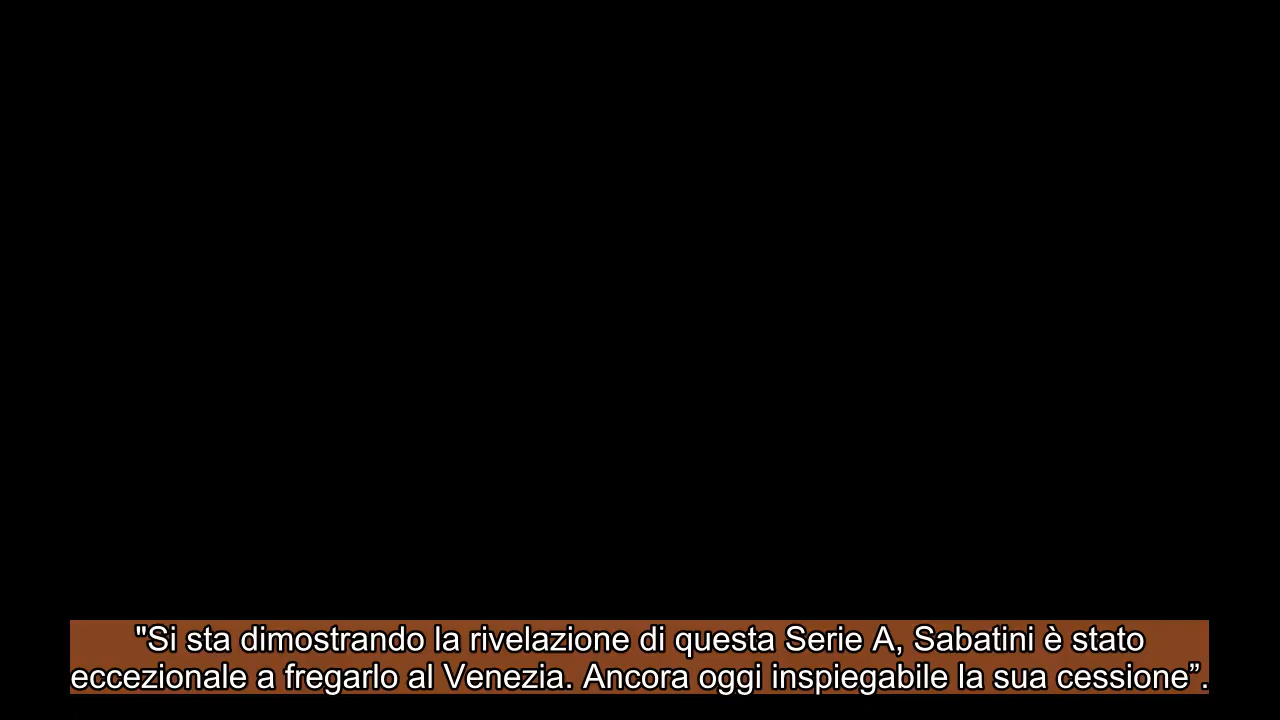 "Si sta dimostrando la rivelazione di questa Serie A, Sabatini è stato
eccezionale a fregarlo al Venezia. Ancora oggi inspiegabile la sua cessione”.